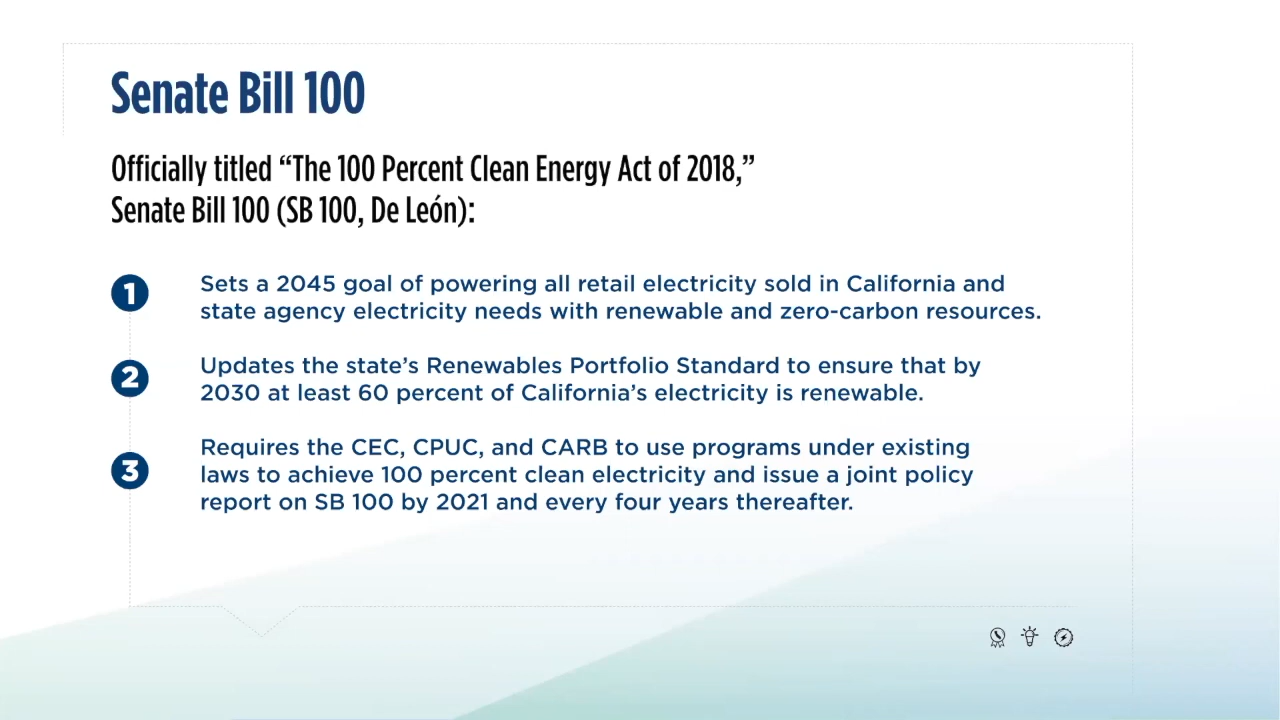 Senate Bill 100
Officially titled “The 100 Percent Clean Energy Act of 2018,”
Senate Bill 100 (SB 100, De León):
1
Sets a 2045 goal of powering all retail electricity sold in California and
state agency electricity needs with renewable and zero-carbon resources.
2
Updates the state’s Renewables Portfolio Standard to ensure that by
2030 at least 60 percent of California’s electricity is renewable.
3
Requires the CEC, CPUC, and CARB to use programs under existing
laws to achieve 100 percent clean electricity and issue a joint policy
report on SB 100 by 2021 and every four years thereafter.